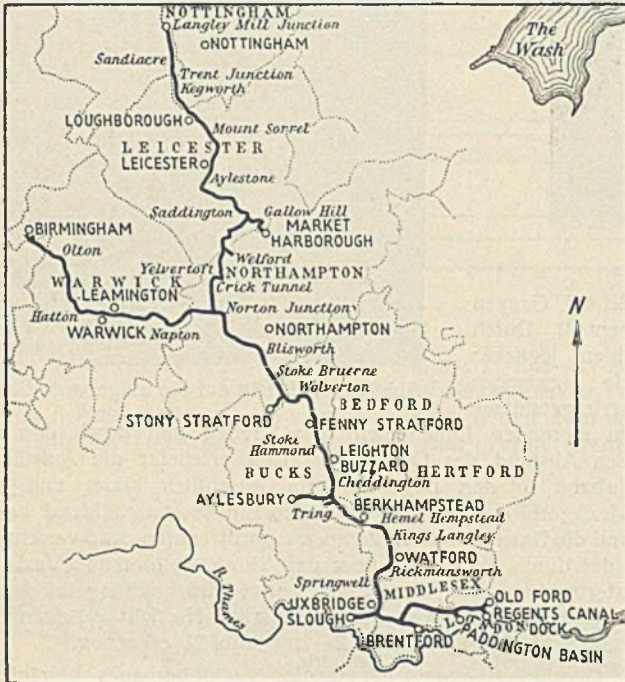 NOTTINGHAM
Langley Mill Junction
NOTTINGHAM
The
Wash
Sandiacre
Trent Junction
Kegworth
LOUGHBOROUGH
Mount Sorrel
LEICESTER
LEICESTER
Aylestone
Saddington
Gallow Hill
MARKET
HARBOROUGH
BIRMINGHAM
Olton
Welford
Yelvertoft
NORTHAMPTON
WARWICK
Crick Tunnel
LEAMINGTON
Norton Junction
Hatton
WARWICK
Napton
NORTHAMPTON
N
Blisworth
Stoke Bruerne
Wolverton
BEDFORD
STONY STRATFORD
FENNY STRATFORD
Stoke
Hammond
LEIGHTON
BUZZARD
BUCKS
HERTFORD
Cheddington
AYLESBURY
BERKHAMPSTEAD
Tring
Hemel Hempstead
Kings Langley
WATFORD
Rickmansworth
R. Thames
Springwell
MIDDLESEX
UXBRIDGE
OLD FORD
SLOUGH
REGENTS CANAL
DOCK
LONDON
BRENTFORD
PADDINGTON BASIN